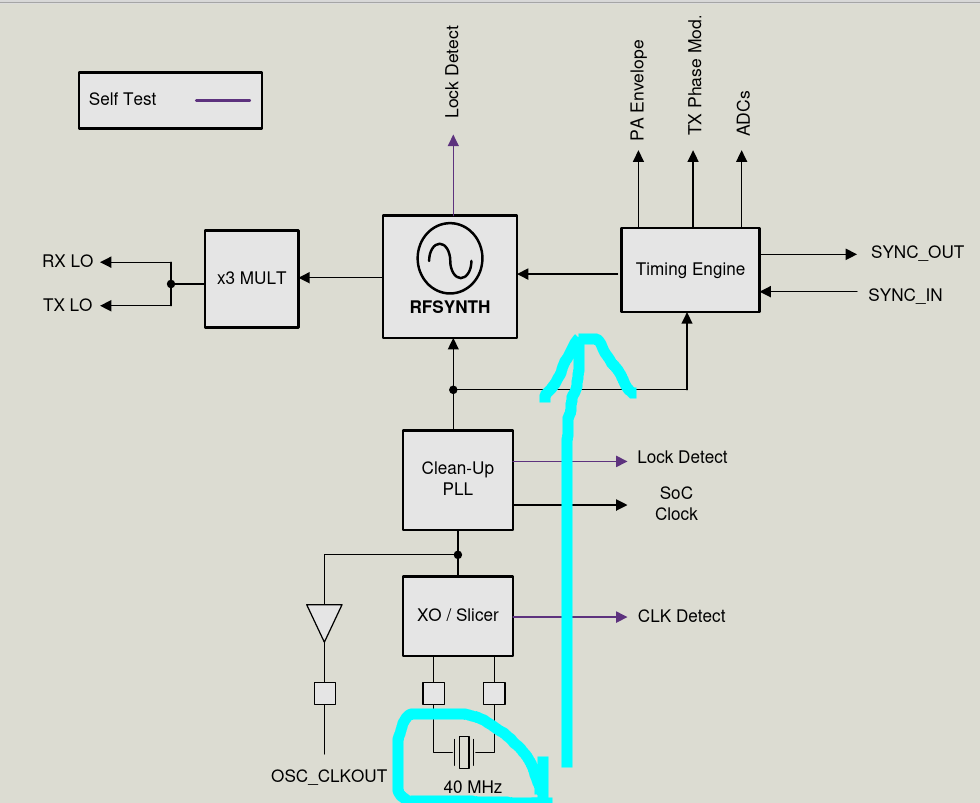 Self Test
Lock Detect
PA Envelope
TX Phase Mod.
ADCs
RX LO
TX LO
x3 MULT
RFSYNTH
Timing Engine
SYNC_OUT
SYNC_IN
Clean-Up
PLL
Lock Detect
SoC
Clock
XO / Slicer
CLK Detect
OSC_CLKOUT
40 MHz